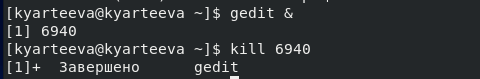 [kyarteeva@kyarteeva ~]$ gedit &
[1] 6940
[kyarteeva@kyarteeva ~]$ kill 6940
[1]+  Завершено      gedit